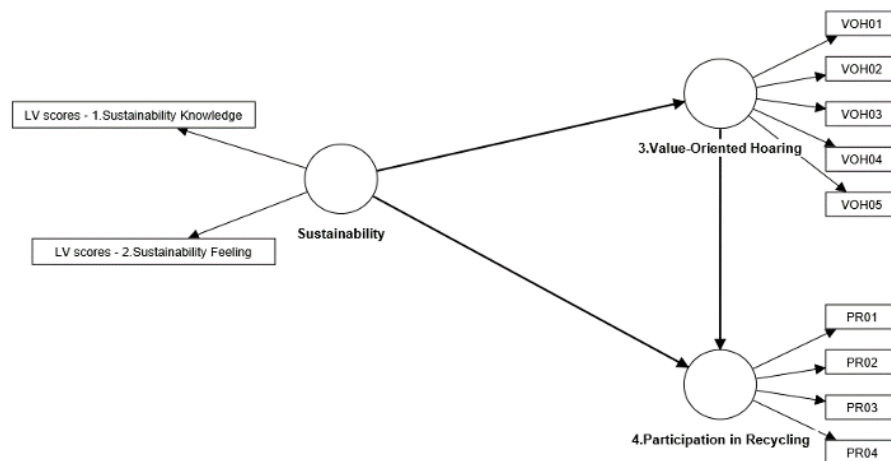 VOH01
VOH02
VOH03
VOH04
VOH05
3.Value-Oriented Hoaring
LV scores - 1.Sustainability Knowledge
LV scores - 2.Sustainability Feeling
Sustainability
PR01
PR02
PR03
PR04
4.Participation in Recycling